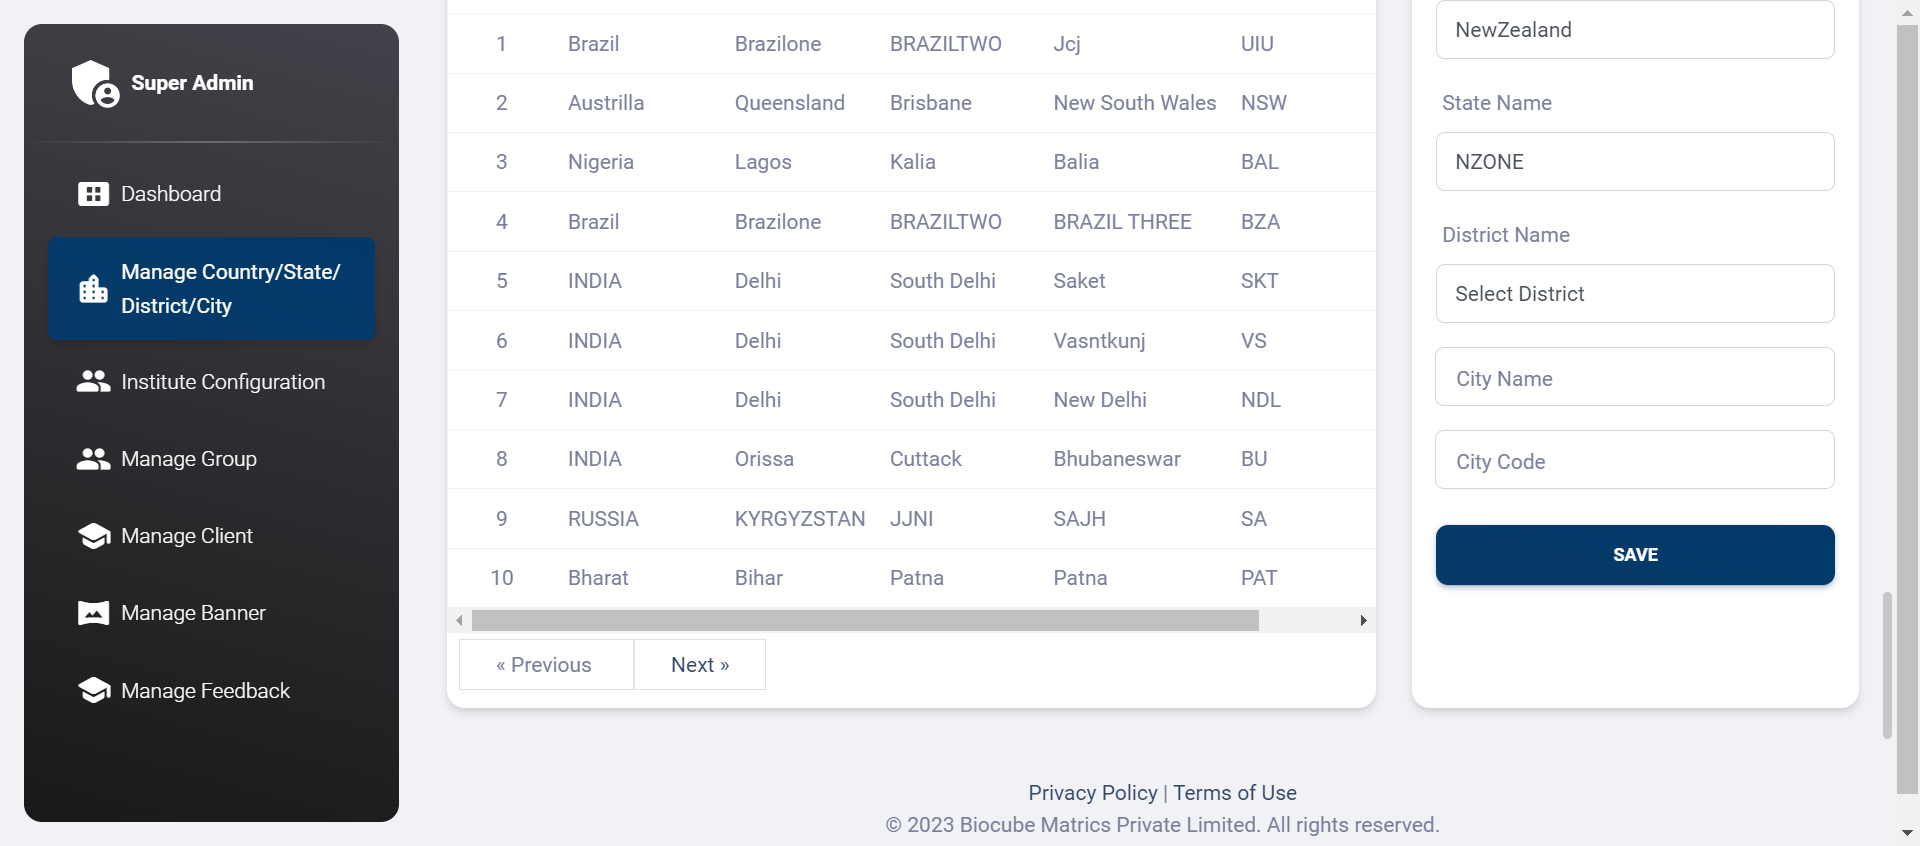 Super Admin
Dashboard
Manage Country/State/
District/City
Institute Configuration
Manage Group
Manage Client
Manage Banner
Manage Feedback
1 Brazil Brazilone BRAZILTWO Jcj UIU
2 Austrilla Queensland Brisbane New South Wales NSW
3 Nigeria Lagos Kalia Balia BAL
4 Brazil Brazilone BRAZILTWO BRAZIL THREE BZA
5 INDIA Delhi South Delhi Saket SKT
6 INDIA Delhi South Delhi Vasntkunj VS
7 INDIA Delhi South Delhi New Delhi NDL
8 INDIA Orissa Cuttack Bhubaneswar BU
9 RUSSIA KYRGYZSTAN JJNI SAJH SA
10 Bharat Bihar Patna Patna PAT
« Previous Next »
NewZealand
State Name
NZONE
District Name
Select District
City Name
City Code
SAVE
Privacy Policy | Terms of Use
© 2023 Biocube Matrics Private Limited. All rights reserved.